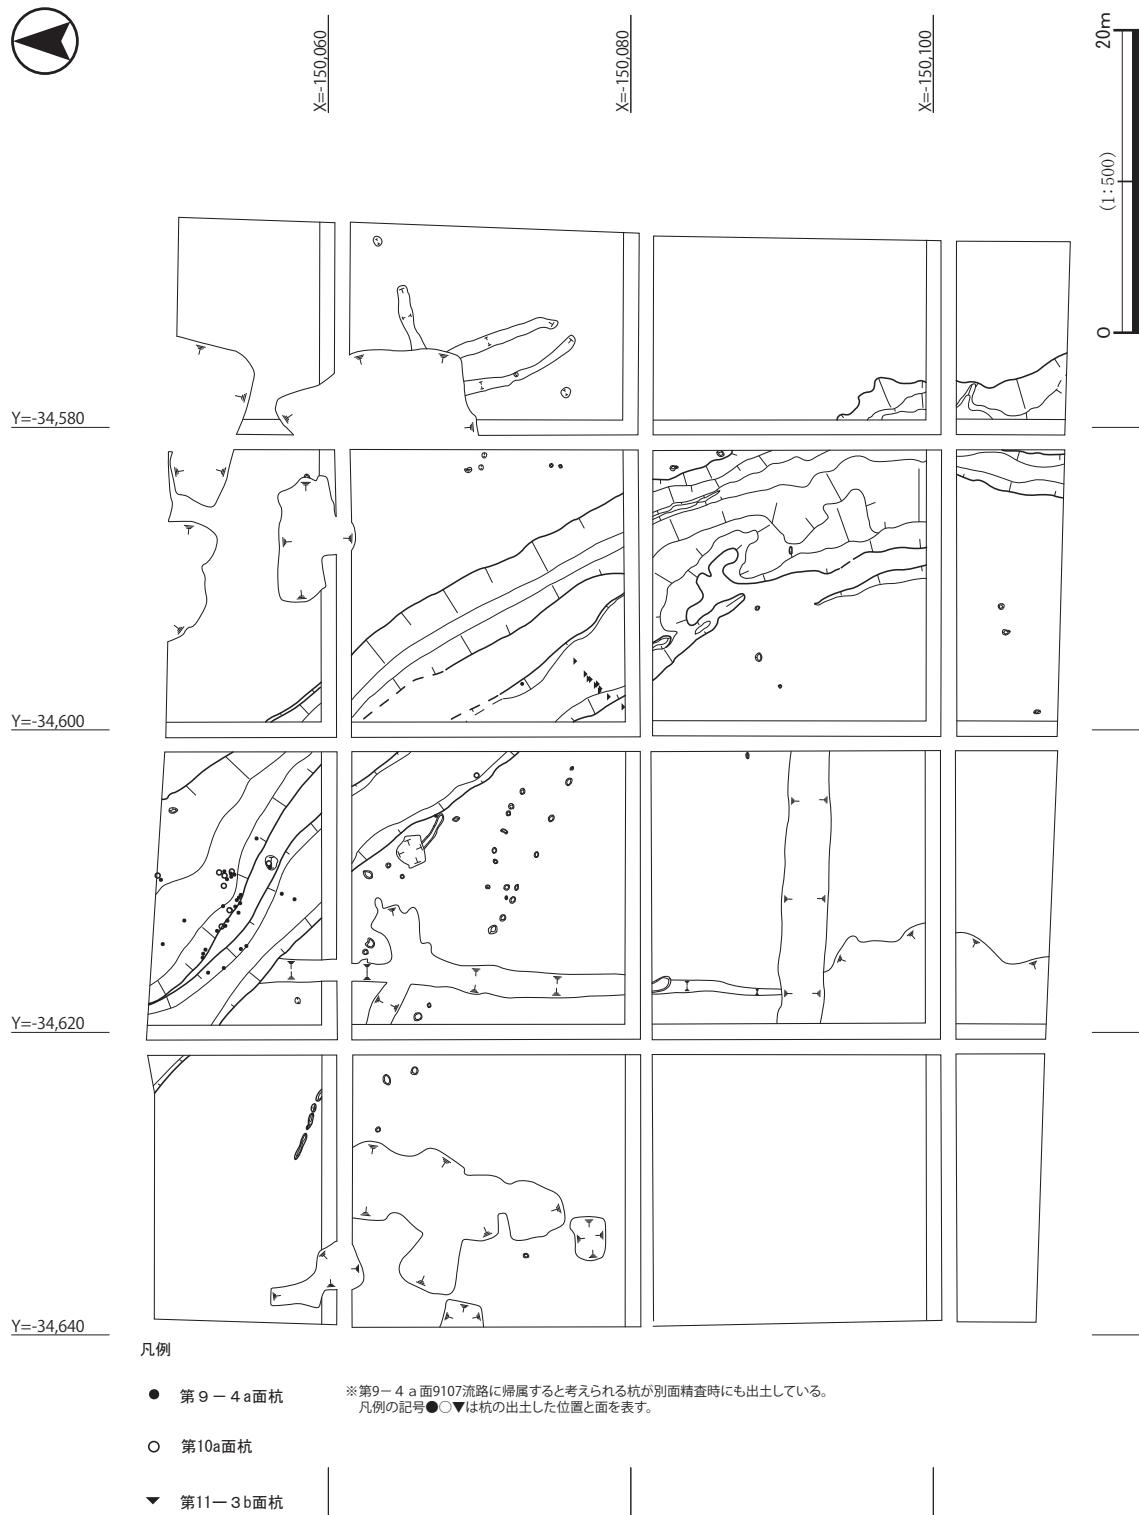 X=-150,060
X=-150,080
X=-150,100
20m
(1:500)
0
Y=-34,580
Y=-34,600
Y=-34,620
Y=-34,640
凡例
● 第９－４a面杭
○ 第10a面杭
▼ 第11ー３b面杭
※第9－４a面9107流路に帰属すると考えられる杭が別面精査時にも出土している。
凡例の記号●○▼は杭の出土した位置と面を表す。